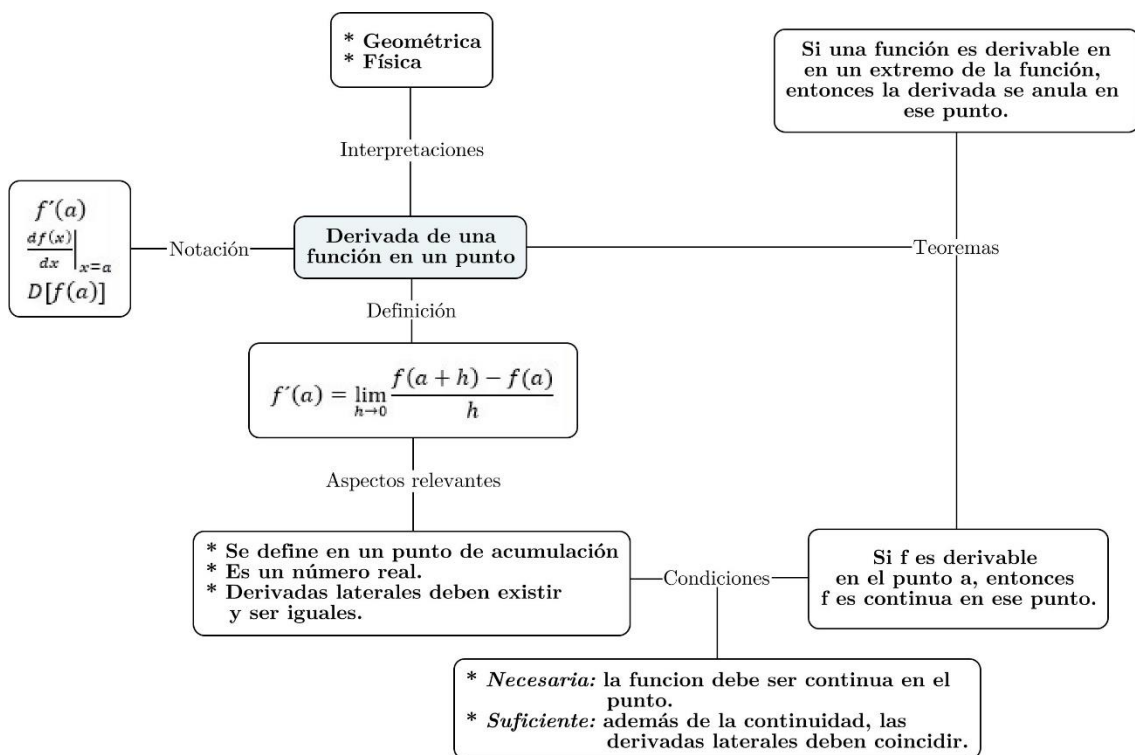 * Geométrica
* Física
Si una función es derivable en
en un extremo de la función,
entonces la derivada se anula en
ese punto.
Interpretaciones
f´(a)
df(x)/dx|x=a
D[f(a)]
Notación
Derivada de una
función en un punto
Teoremas
Definición
f´(a) = lim h→0 f(a + h) − f(a) / h
Aspectos relevantes
* Se define en un punto de acumulación
* Es un número real.
* Derivadas laterales deben existir
y ser iguales.
Condiciones
Si f es derivable
en el punto a, entonces
f es continua en ese punto.
* Necesaria: la funcion debe ser continua en el
punto.
* Suficiente: además de la continuidad, las
derivadas laterales deben coincidir.